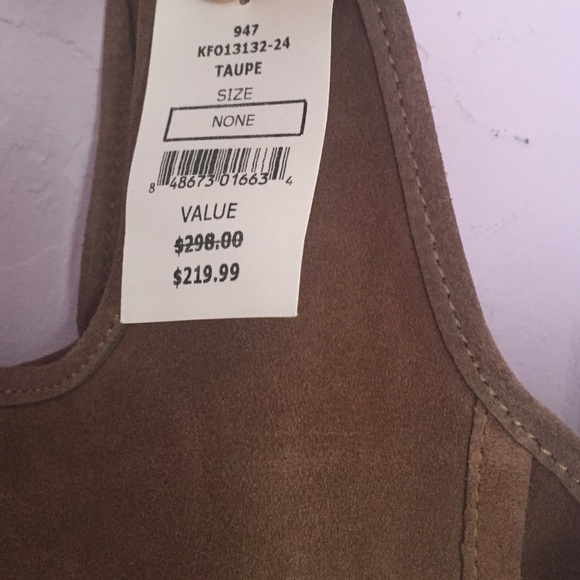 947
KF013132-24
TAUPE
SIZE
NONE
8 48673 01663 4
VALUE
$298.00
$219.99